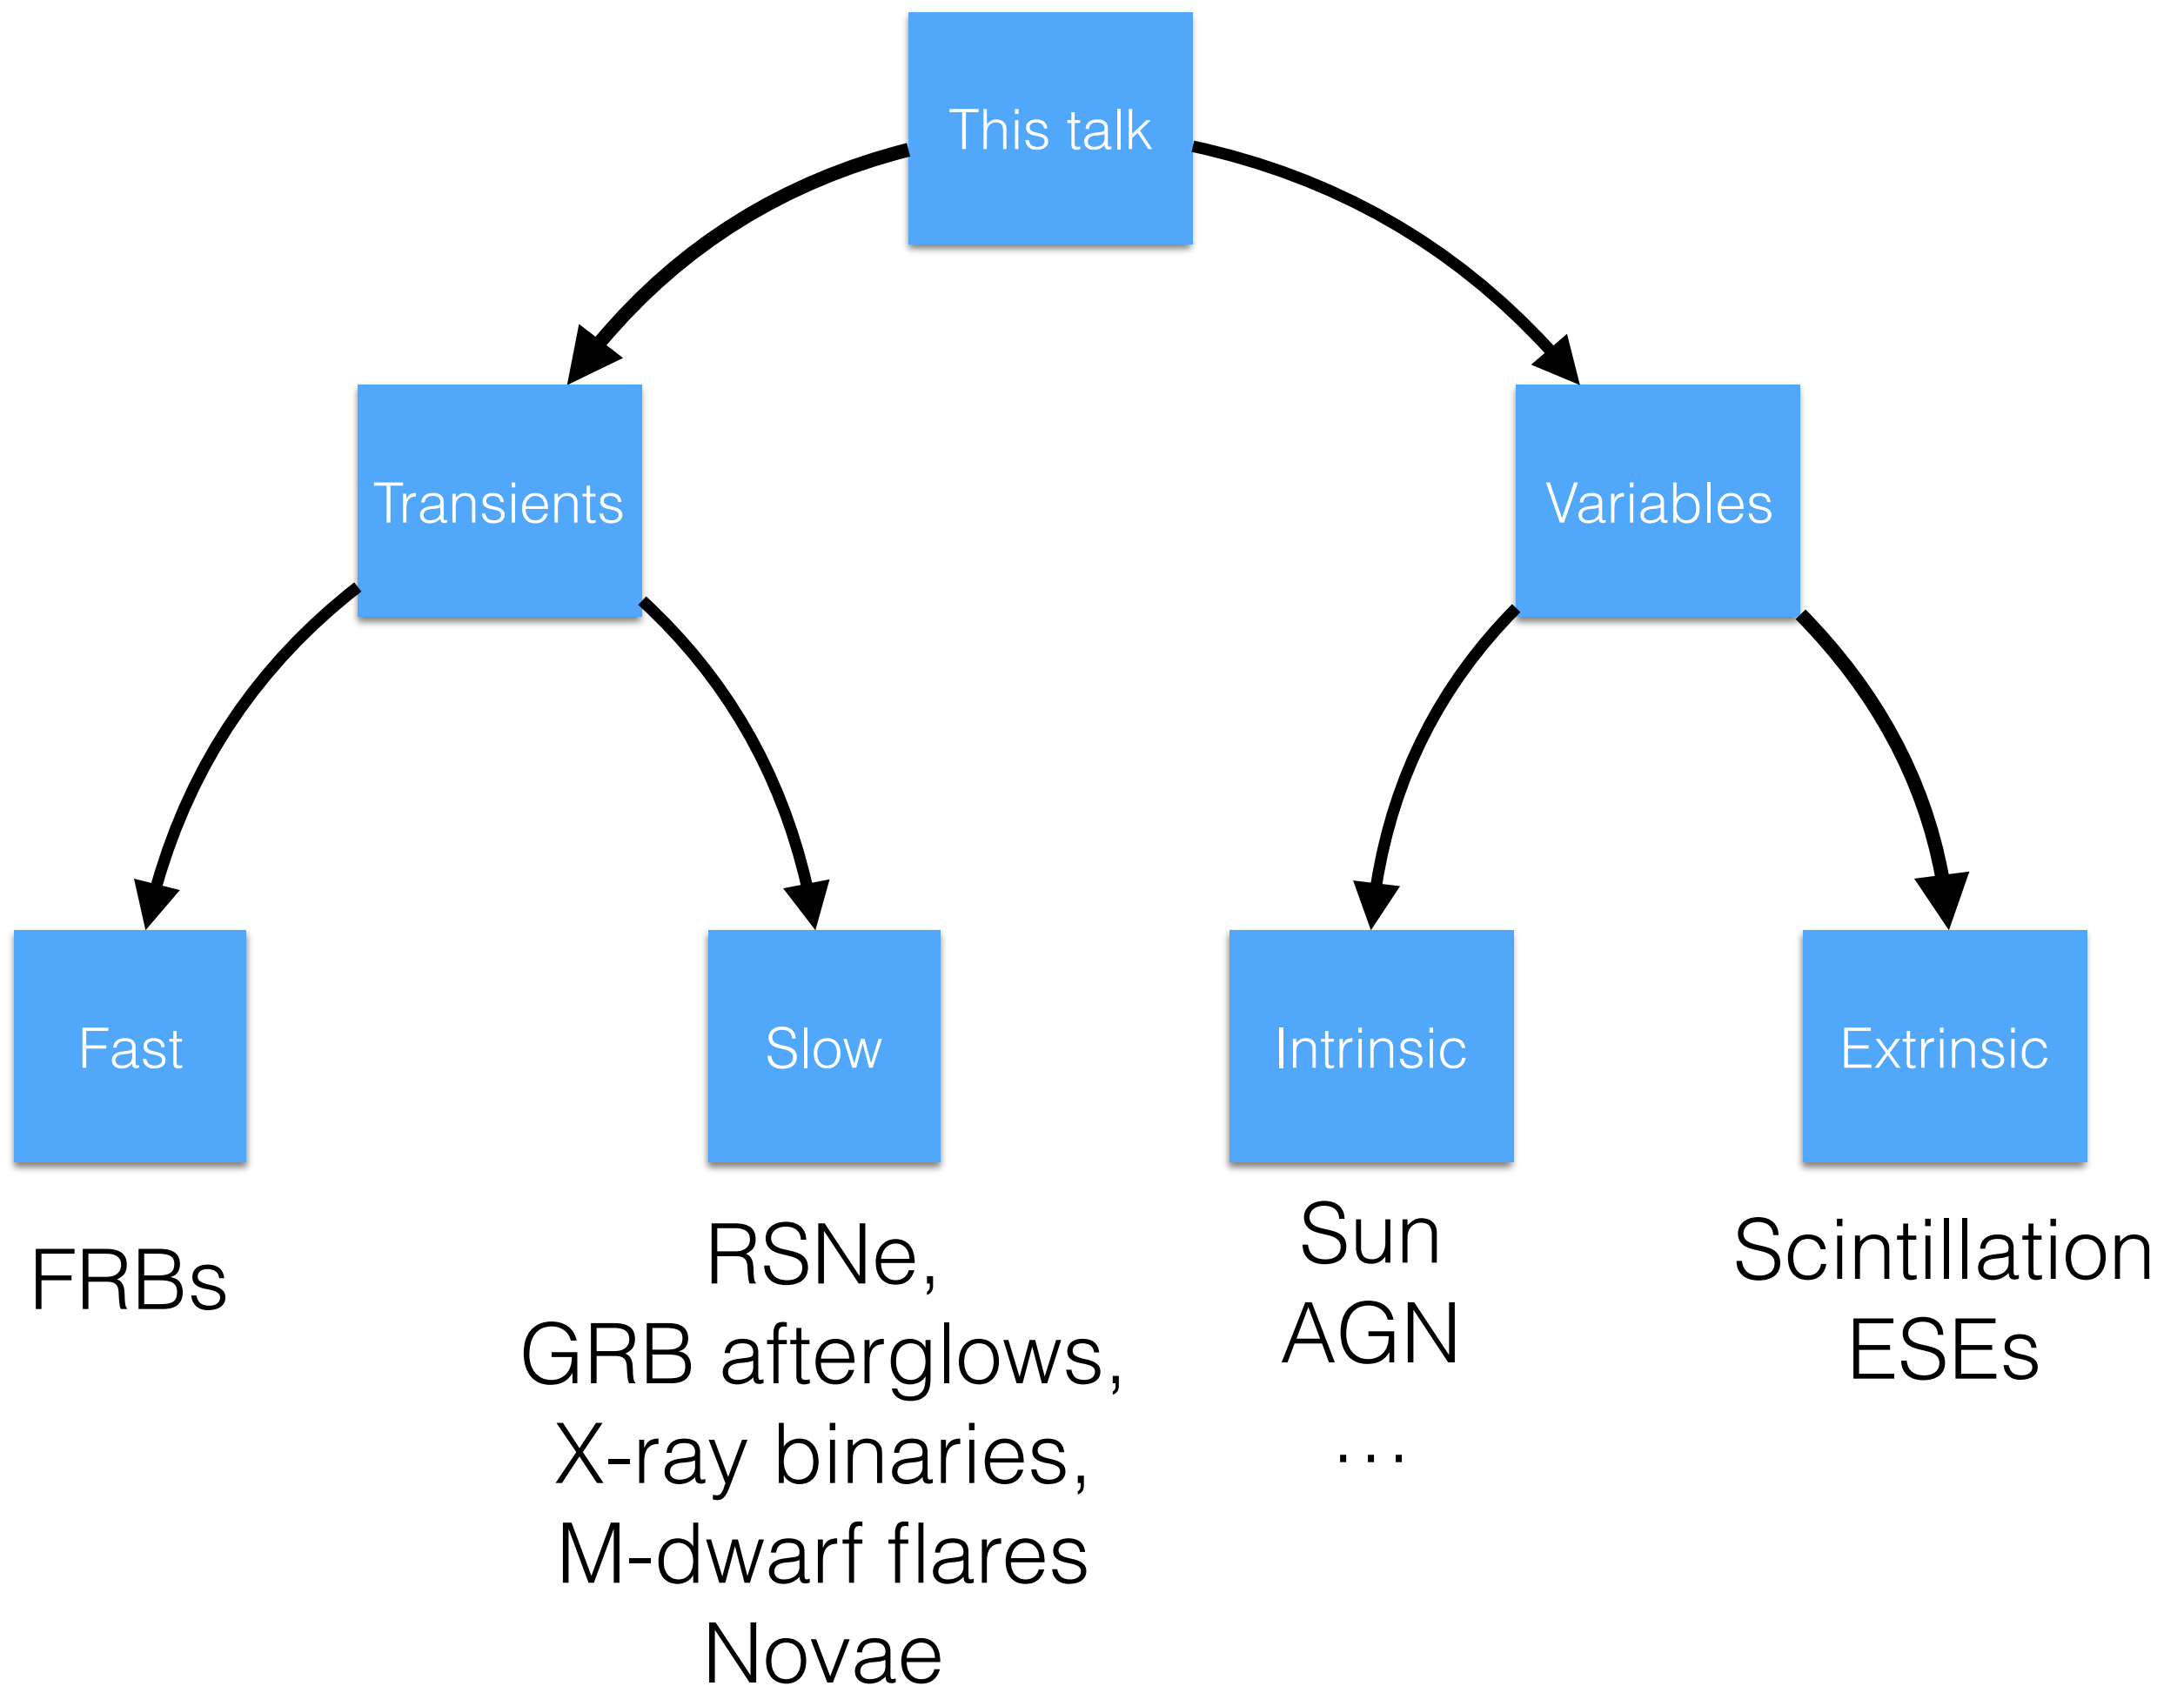 This talk
Transients
Variables
Fast
Slow
Intrinsic
Extrinsic
FRBs
RSNe,
GRB afterglows,
X-ray binaries,
M-dwarf flares
Novae
Sun
AGN
...
Scintillation
ESEs